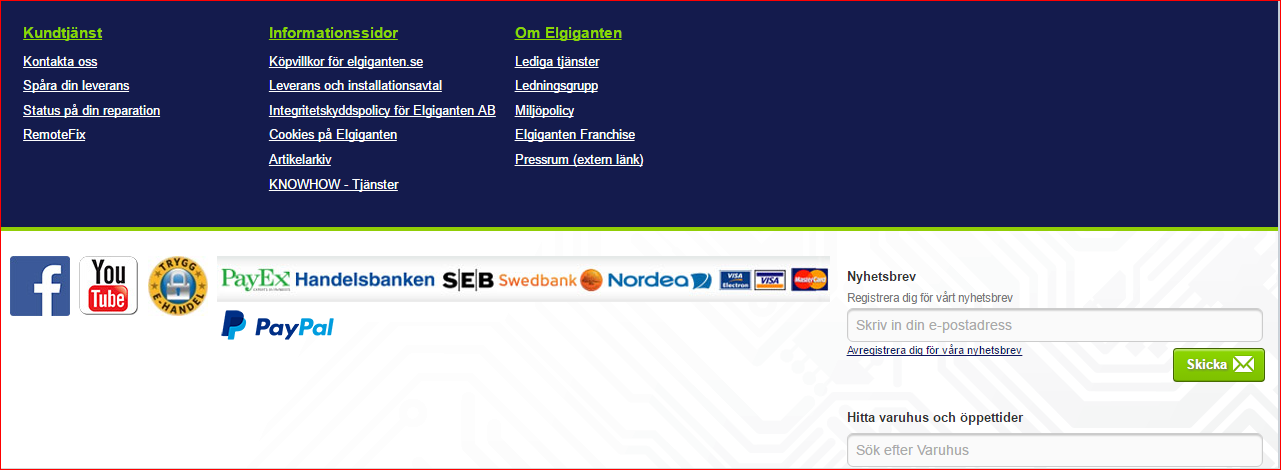 Kundtjänst
Kontakta oss
Spåra din leverans
Status på din reparation
RemoteFix
Informationssidor
Köpvillkor för elgiganten.se
Leverans och installationsavtal
Integritetskyddspolicy för Elgiganten AB
Cookies på Elgiganten
Artikelarkiv
KNOWHOW - Tjänster
Om Elgiganten
Lediga tjänster
Ledningsgrupp
Miljöpolicy
Elgiganten Franchise
Pressrum (extern länk)
f
You
Tube
TRYGG
E-HANDEL
PayEx
Handelsbanken
S|E|B
Swedbank
Nordea
VISA
Electron
VISA
MasterCard
PayPal
Nyhetsbrev
Registrera dig för vårt nyhetsbrev
Skriv in din e-postadress
Avregistrera dig för våra nyhetsbrev
Skicka
Hitta varuhus och öppettider
Sök efter Varuhus